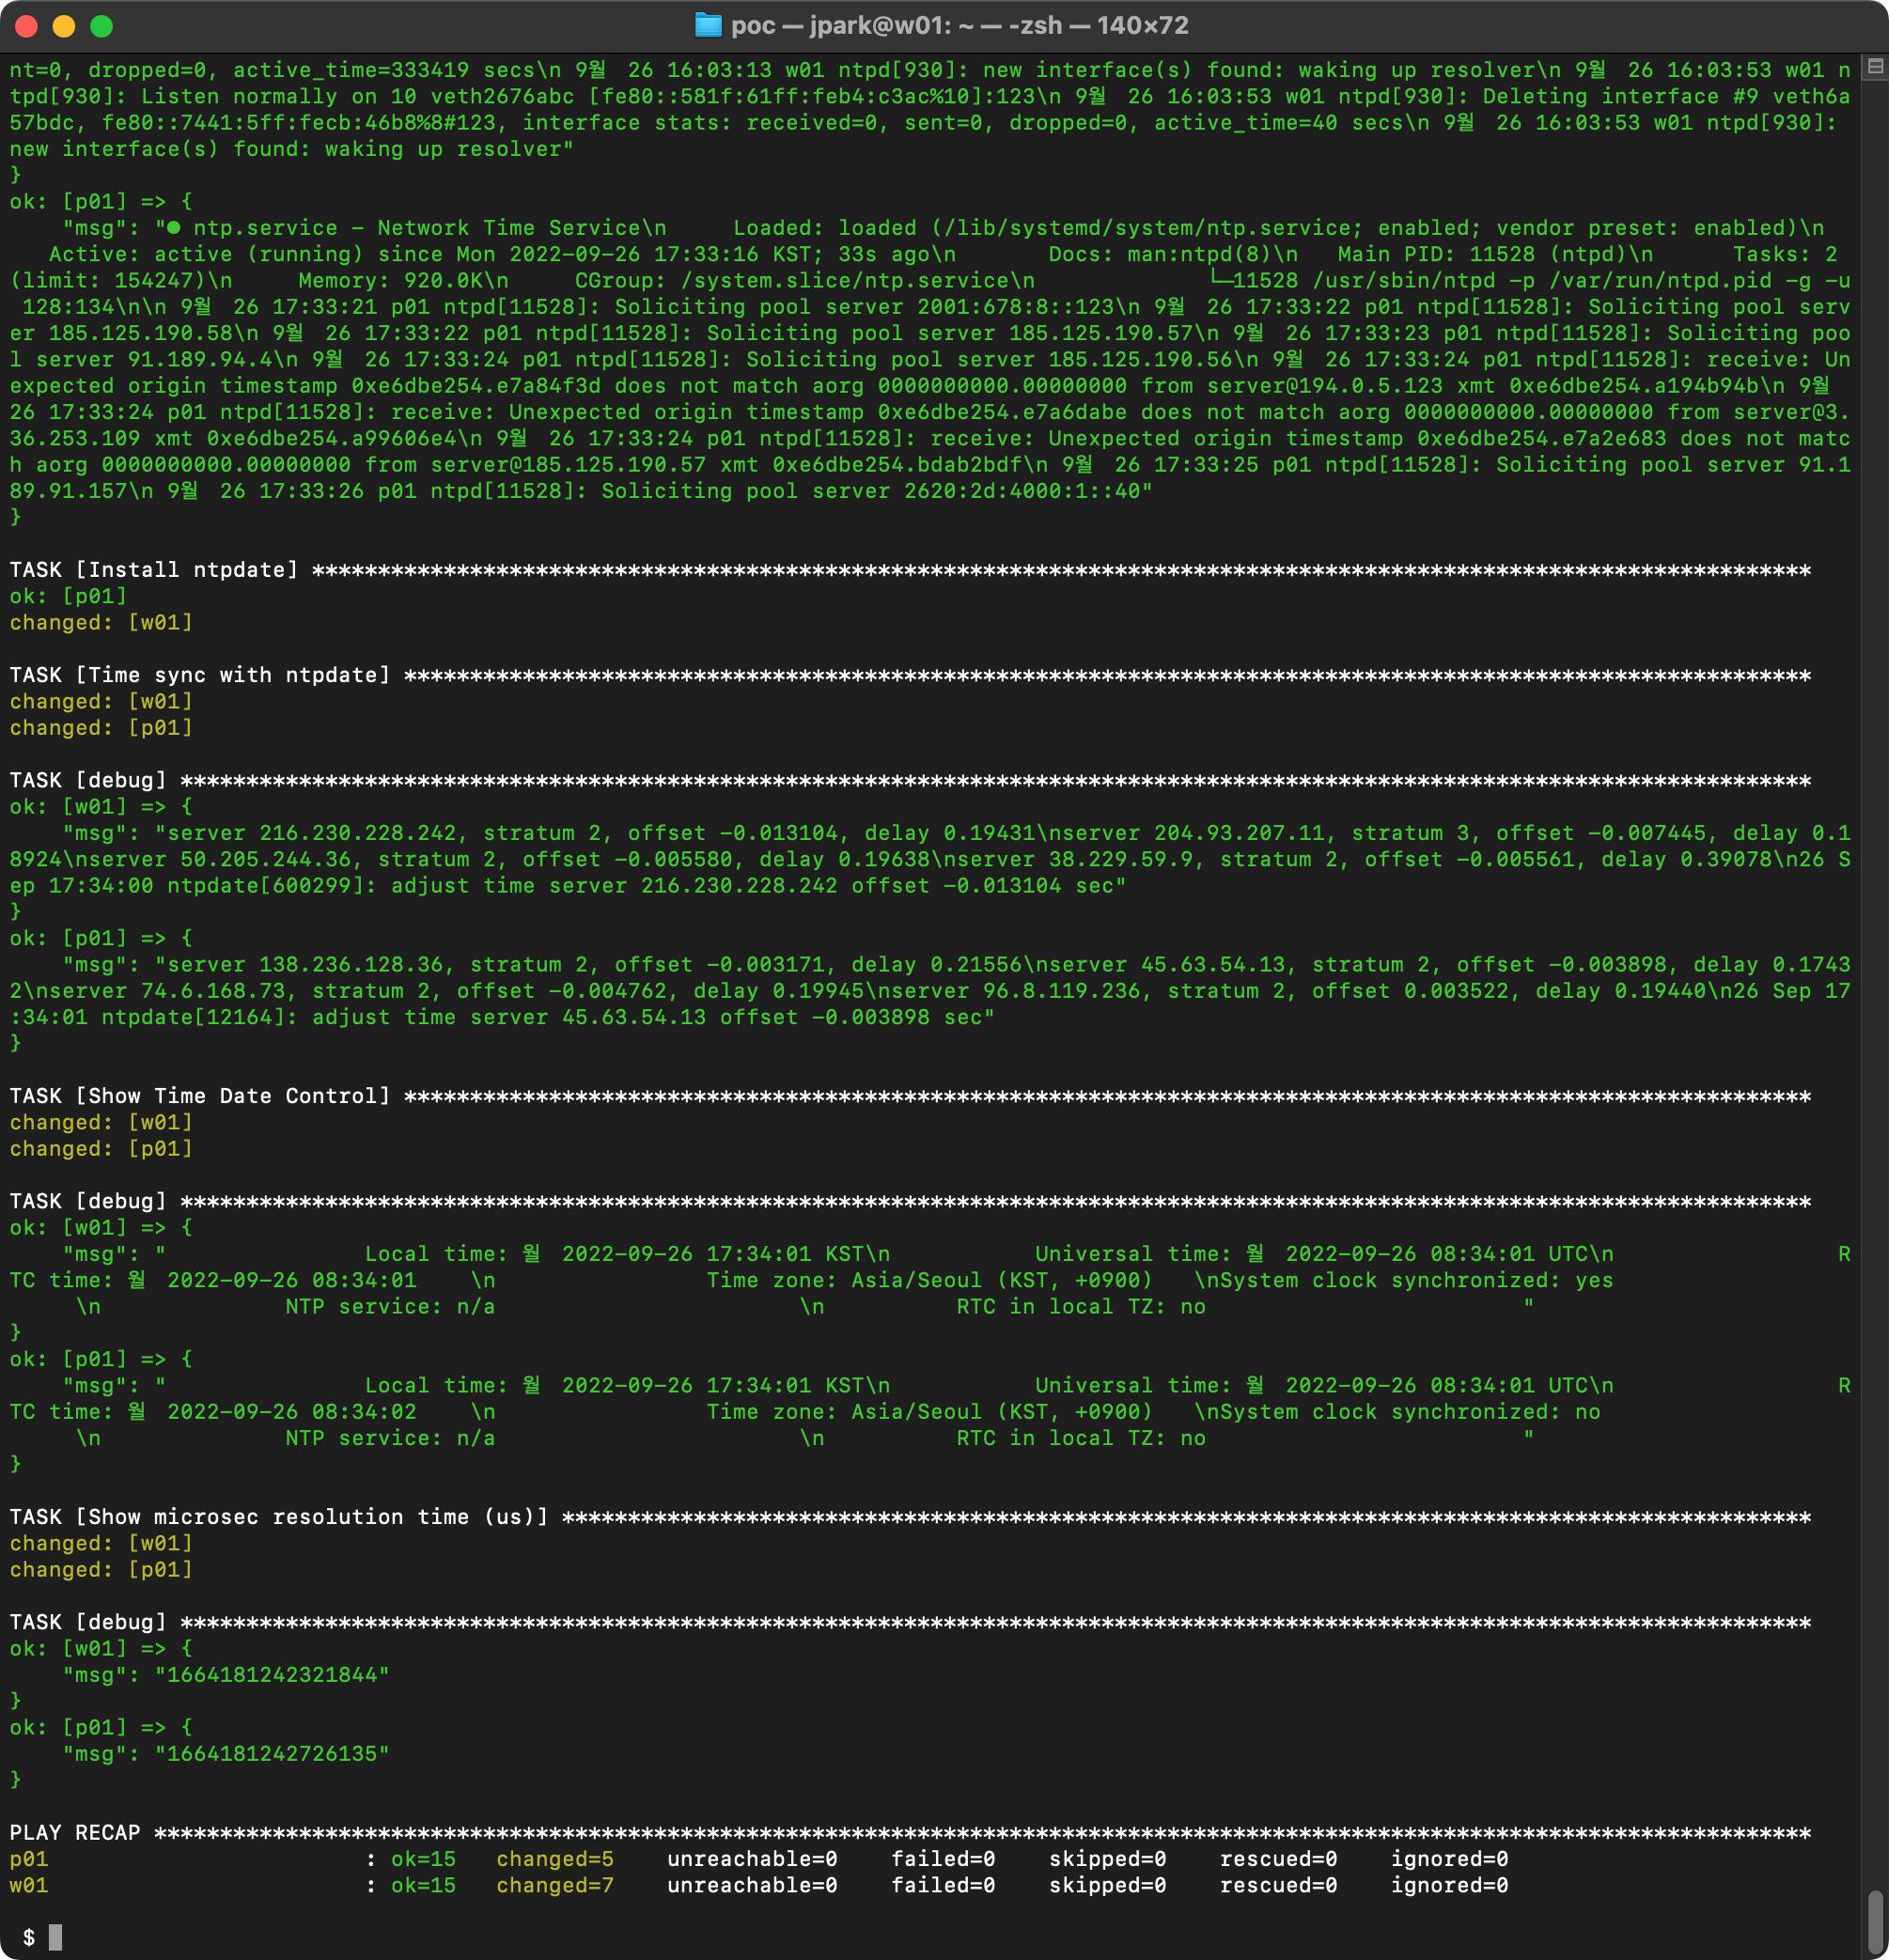 poc — jpark@w01: ~ — -zsh — 140×72
nt=0, dropped=0, active_time=333419 secs\n 9월  26 16:03:13 w01 ntpd[930]: new interface(s) found: waking up resolver\n 9월  26 16:03:53 w01 n
tpd[930]: Listen normally on 10 veth2676abc [fe80::581f:61ff:feb4:c3ac%10]:123\n 9월  26 16:03:53 w01 ntpd[930]: Deleting interface #9 veth6a
57bdc, fe80::7441:5ff:fecb:46b8%8#123, interface stats: received=0, sent=0, dropped=0, active_time=40 secs\n 9월  26 16:03:53 w01 ntpd[930]:
new interface(s) found: waking up resolver"
}
ok: [p01] => {
    "msg": "● ntp.service - Network Time Service\n     Loaded: loaded (/lib/systemd/system/ntp.service; enabled; vendor preset: enabled)\n
   Active: active (running) since Mon 2022-09-26 17:33:16 KST; 33s ago\n       Docs: man:ntpd(8)\n   Main PID: 11528 (ntpd)\n      Tasks: 2
(limit: 154247)\n     Memory: 920.0K\n     CGroup: /system.slice/ntp.service\n             └─11528 /usr/sbin/ntpd -p /var/run/ntpd.pid -g -u
 128:134\n\n 9월  26 17:33:21 p01 ntpd[11528]: Soliciting pool server 2001:678:8::123\n 9월  26 17:33:22 p01 ntpd[11528]: Soliciting pool serv
er 185.125.190.58\n 9월  26 17:33:22 p01 ntpd[11528]: Soliciting pool server 185.125.190.57\n 9월  26 17:33:23 p01 ntpd[11528]: Soliciting poo
l server 91.189.94.4\n 9월  26 17:33:24 p01 ntpd[11528]: Soliciting pool server 185.125.190.56\n 9월  26 17:33:24 p01 ntpd[11528]: receive: Un
expected origin timestamp 0xe6dbe254.e7a84f3d does not match aorg 0000000000.00000000 from server@194.0.5.123 xmt 0xe6dbe254.a194b94b\n 9월
26 17:33:24 p01 ntpd[11528]: receive: Unexpected origin timestamp 0xe6dbe254.e7a6dabe does not match aorg 0000000000.00000000 from server@3.
36.253.109 xmt 0xe6dbe254.a99606e4\n 9월  26 17:33:24 p01 ntpd[11528]: receive: Unexpected origin timestamp 0xe6dbe254.e7a2e683 does not matc
h aorg 0000000000.00000000 from server@185.125.190.57 xmt 0xe6dbe254.bdab2bdf\n 9월  26 17:33:25 p01 ntpd[11528]: Soliciting pool server 91.1
89.91.157\n 9월  26 17:33:26 p01 ntpd[11528]: Soliciting pool server 2620:2d:4000:1::40"
}
TASK [Install ntpdate] ******************************************************************************************************************
ok: [p01]
changed: [w01]
TASK [Time sync with ntpdate] ***********************************************************************************************************
changed: [w01]
changed: [p01]
TASK [debug] ****************************************************************************************************************************
ok: [w01] => {
    "msg": "server 216.230.228.242, stratum 2, offset -0.013104, delay 0.19431\nserver 204.93.207.11, stratum 3, offset -0.007445, delay 0.1
8924\nserver 50.205.244.36, stratum 2, offset -0.005580, delay 0.19638\nserver 38.229.59.9, stratum 2, offset -0.005561, delay 0.39078\n26 S
ep 17:34:00 ntpdate[600299]: adjust time server 216.230.228.242 offset -0.013104 sec"
}
ok: [p01] => {
    "msg": "server 138.236.128.36, stratum 2, offset -0.003171, delay 0.21556\nserver 45.63.54.13, stratum 2, offset -0.003898, delay 0.1743
2\nserver 74.6.168.73, stratum 2, offset -0.004762, delay 0.19945\nserver 96.8.119.236, stratum 2, offset 0.003522, delay 0.19440\n26 Sep 17
:34:01 ntpdate[12164]: adjust time server 45.63.54.13 offset -0.003898 sec"
}
TASK [Show Time Date Control] ***********************************************************************************************************
changed: [w01]
changed: [p01]
TASK [debug] ****************************************************************************************************************************
ok: [w01] => {
    "msg": "               Local time: 월  2022-09-26 17:34:01 KST\n           Universal time: 월  2022-09-26 08:34:01 UTC\n                 R
TC time: 월  2022-09-26 08:34:01    \n                Time zone: Asia/Seoul (KST, +0900)   \nSystem clock synchronized: yes
     \n              NTP service: n/a                       \n          RTC in local TZ: no                        "
}
ok: [p01] => {
    "msg": "               Local time: 월  2022-09-26 17:34:01 KST\n           Universal time: 월  2022-09-26 08:34:01 UTC\n                 R
TC time: 월  2022-09-26 08:34:02    \n                Time zone: Asia/Seoul (KST, +0900)   \nSystem clock synchronized: no
     \n              NTP service: n/a                       \n          RTC in local TZ: no                        "
}
TASK [Show microsec resolution time (us)] ***********************************************************************************************
changed: [w01]
changed: [p01]
TASK [debug] ****************************************************************************************************************************
ok: [w01] => {
    "msg": "1664181242321844"
}
ok: [p01] => {
    "msg": "1664181242726135"
}
PLAY RECAP ******************************************************************************************************************************
p01                        : ok=15   changed=5    unreachable=0    failed=0    skipped=0    rescued=0    ignored=0
w01                        : ok=15   changed=7    unreachable=0    failed=0    skipped=0    rescued=0    ignored=0
$